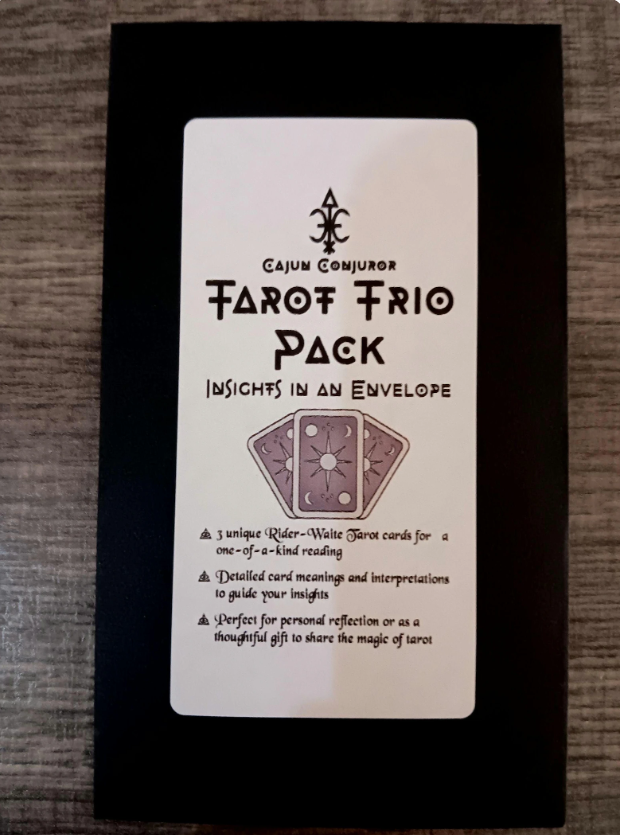 Cajun Conjuror
Tarot Trio
Pack
Insights in an Envelope
3 unique Rider-Waite Tarot cards for a
one-of-a-kind reading
Detailed card meanings and interpretations
to guide your insights
Perfect for personal reflection or as a
thoughtful gift to share the magic of tarot